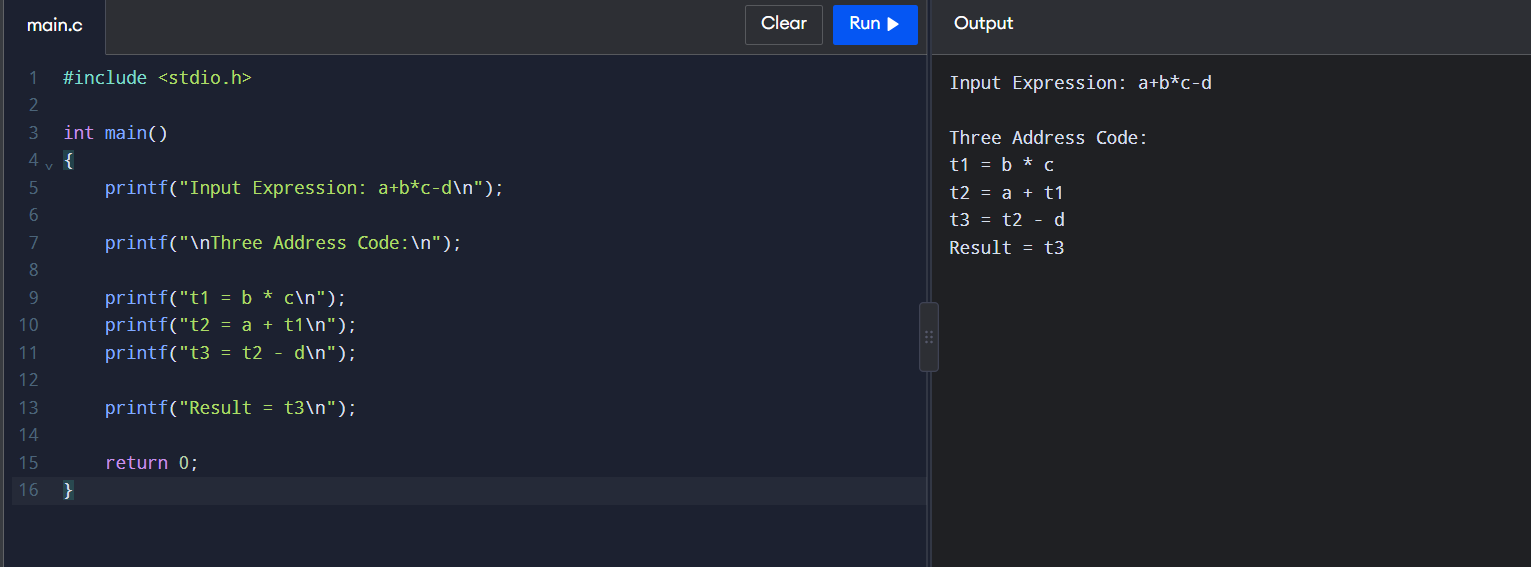 main.c
Clear
Run
Output
1 #include <stdio.h>
2
3 int main()
4 {
5     printf("Input Expression: a+b*c-d\n");
6
7     printf("\nThree Address Code:\n");
8
9     printf("t1 = b * c\n");
10     printf("t2 = a + t1\n");
11     printf("t3 = t2 - d\n");
12
13     printf("Result = t3\n");
14
15     return 0;
16 }
Input Expression: a+b*c-d

Three Address Code:
t1 = b * c
t2 = a + t1
t3 = t2 - d
Result = t3